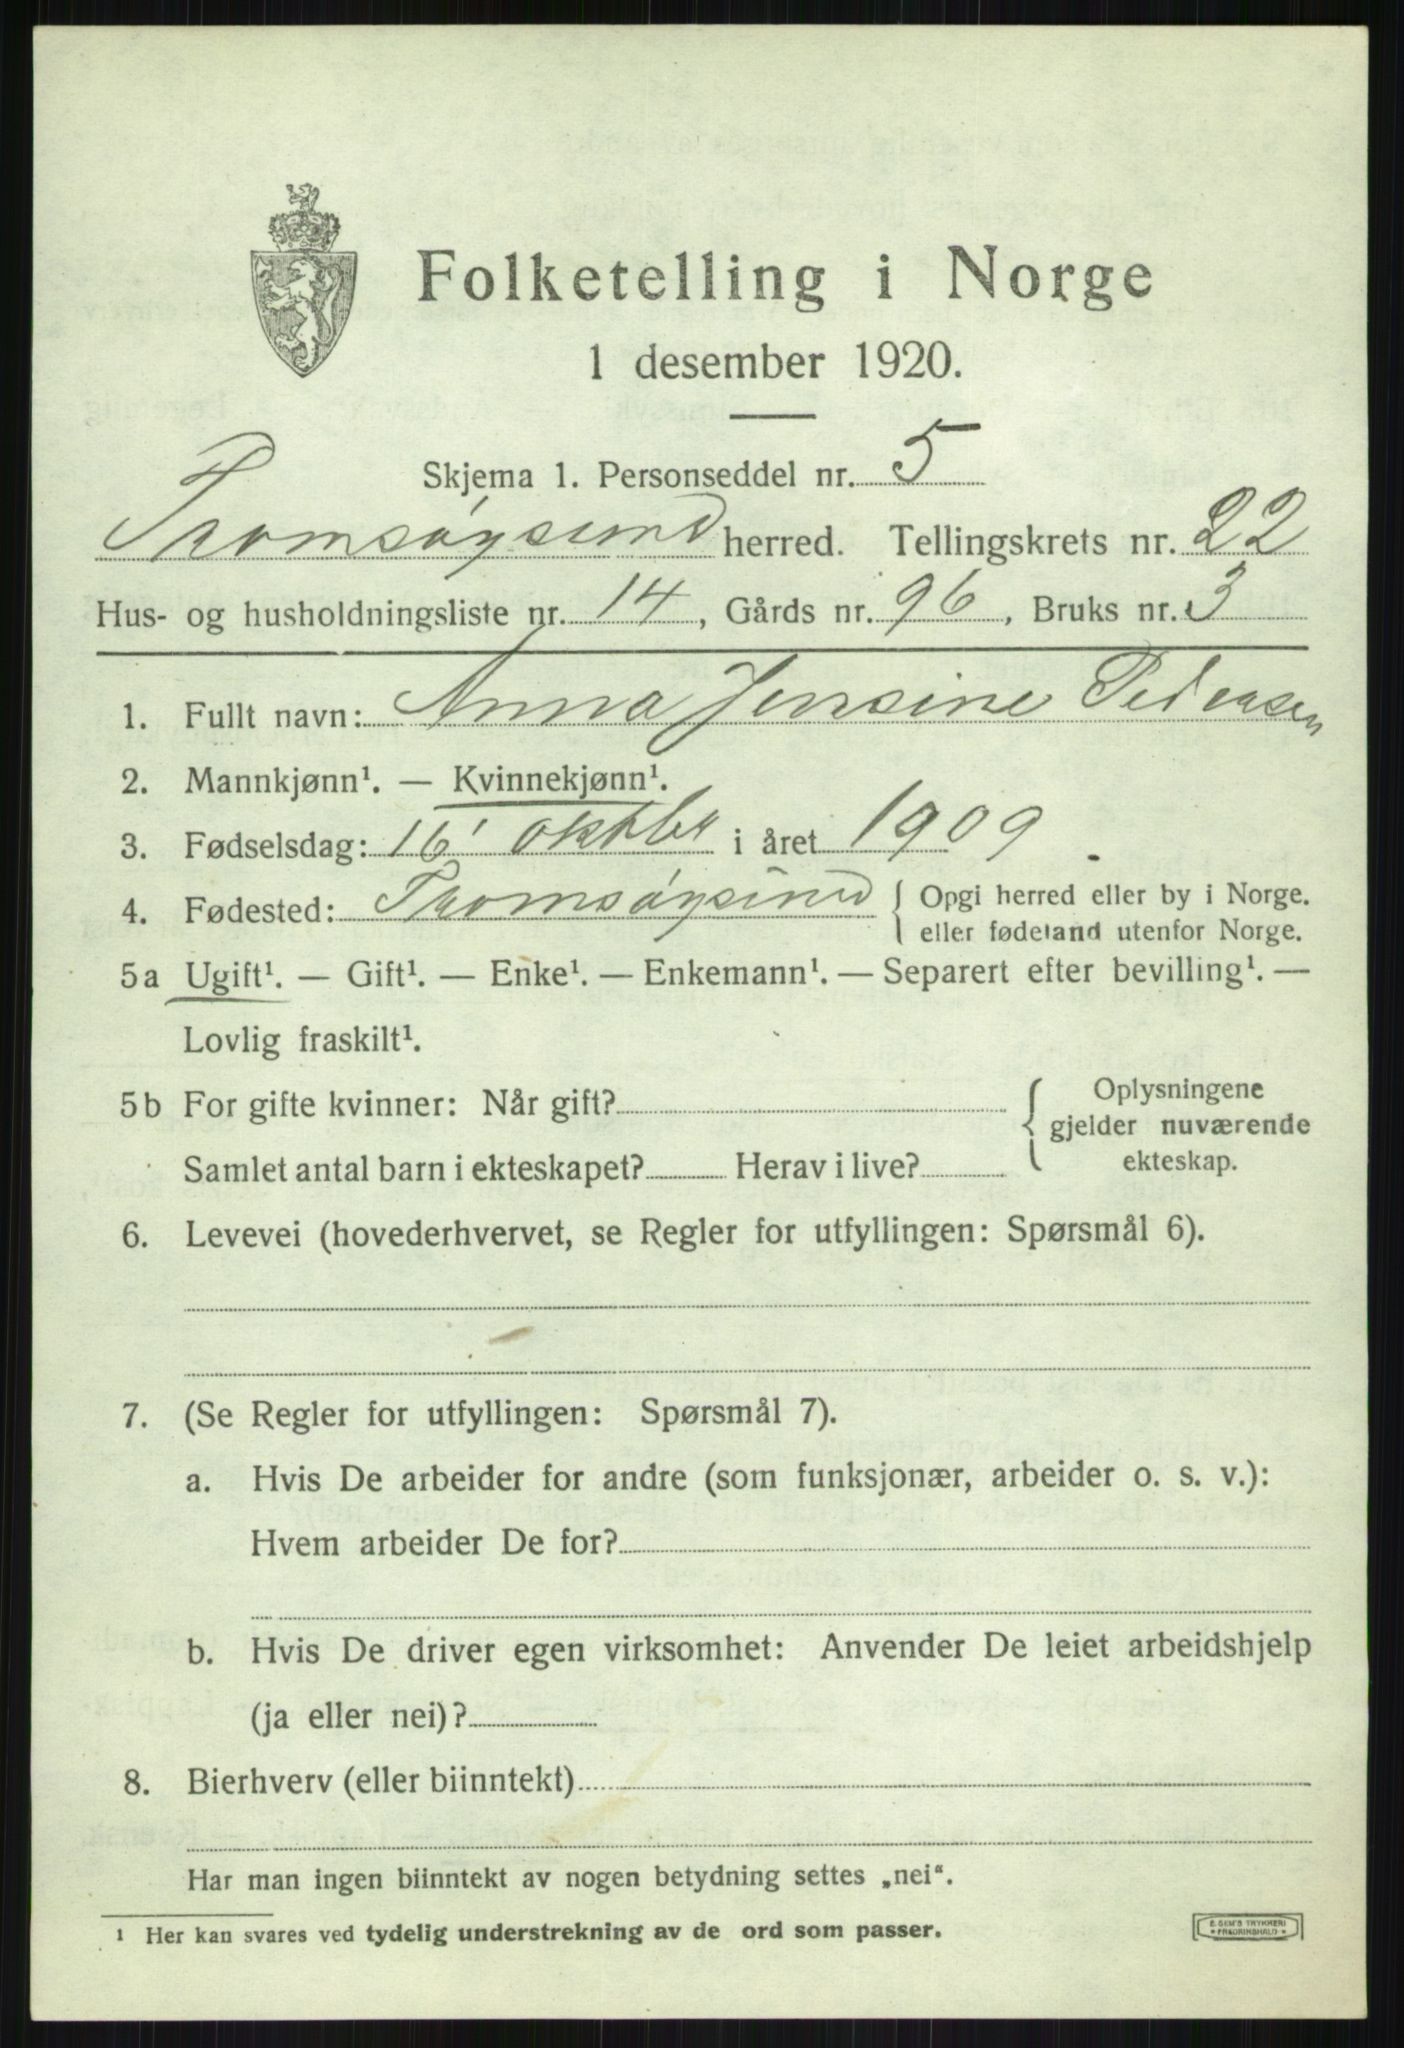 Folketelling i Norge
1 desember 1920.
Skjema 1. Personseddel nr. 5
Tromsøysund herred. Tellingskrets nr. 22
Hus- og husholdningsliste nr. 14, Gårds nr. 96, Bruks nr. 3
1. Fullt navn: Anna Jensine Pedersen
2. Mannkjønn¹. — Kvinnekjønn¹.
3. Fødselsdag: 16' oktbr i året 1909
4. Fødested: Tromsøysund { Opgi herred eller by i Norge.
eller fødeland utenfor Norge.
5a Ugift¹. — Gift¹. — Enke¹. — Enkemann¹. — Separert efter bevilling¹. —
Lovlig fraskilt¹.
5b For gifte kvinner: Når gift? { Oplysningene
gjelder nuværende
Samlet antal barn i ekteskapet? Herav i live? ekteskap.
6. Levevei (hovederhvervet, se Regler for utfyllingen: Spørsmål 6).
7. (Se Regler for utfyllingen: Spørsmål 7).
a. Hvis De arbeider for andre (som funksjonær, arbeider o. s. v.):
Hvem arbeider De for?
b. Hvis De driver egen virksomhet: Anvender De leiet arbeidshjelp
(ja eller nei)?
8. Bierhverv (eller biinntekt)
Har man ingen biinntekt av nogen betydning settes „nei“.
¹ Her kan svares ved tydelig understrekning av de ord som passer.
E. SEM'S TRYKKERI
FREDRIKSHALD